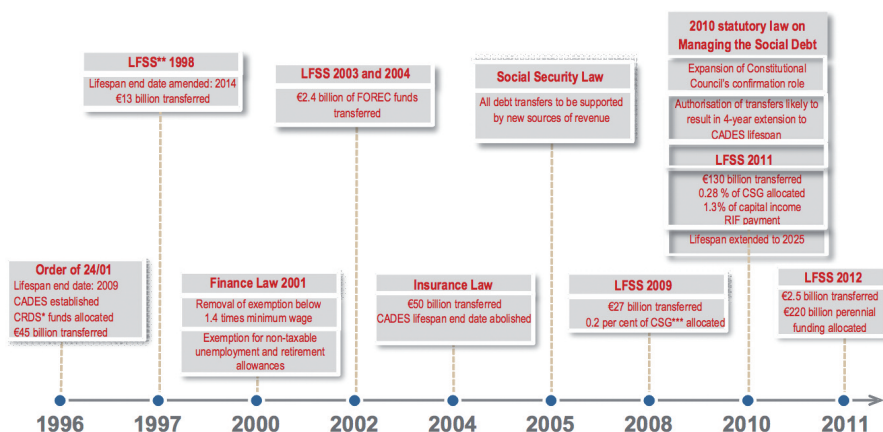 2010 statutory law on
Managing the Social Debt
Expansion of Constitutional
Council's confirmation role
Authorisation of transfers likely to
result in 4-year extension to
CADES lifespan
LFSS 2011
€130 billion transferred
0.28 % of CSG allocated
1.3% of capital income
RIF payment
Lifespan extended to 2025
LFSS** 1998
Lifespan end date amended: 2014
€13 billion transferred
LFSS 2003 and 2004
€2.4 billion of FOREC funds
transferred
Social Security Law
All debt transfers to be supported
by new sources of revenue
Order of 24/01
Lifespan end date: 2009
CADES established
CRDS* funds allocated
€45 billion transferred
Finance Law 2001
Removal of exemption below
1.4 times minimum wage
Exemption for non-taxable
unemployment and retirement
allowances
Insurance Law
€50 billion transferred
CADES lifespan end date abolished
LFSS 2009
€27 billion transferred
0.2 per cent of CSG*** allocated
LFSS 2012
€2.5 billion transferred
€220 billion perennial
funding allocated
1996 1997 2000 2002 2004 2005 2008 2010 2011